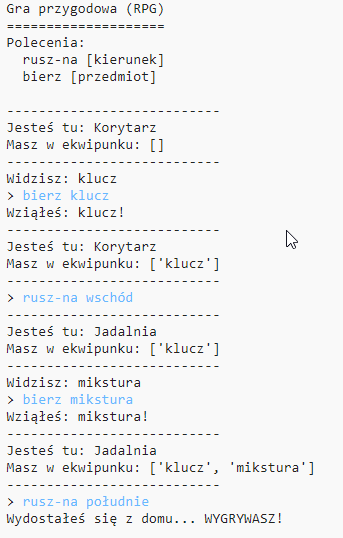 Gra przygodowa (RPG)
====================
Polecenia:
  rusz-na [kierunek]
  bierz [przedmiot]

---------------------------
Jesteś tu: Korytarz
Masz w ekwipunku: []
---------------------------
Widzisz: klucz
> bierz klucz
Wziąłeś: klucz!
---------------------------
Jesteś tu: Korytarz
Masz w ekwipunku: ['klucz']
---------------------------
> rusz-na wschód
---------------------------
Jesteś tu: Jadalnia
Masz w ekwipunku: ['klucz']
---------------------------
Widzisz: mikstura
> bierz mikstura
Wziąłeś: mikstura!
---------------------------
Jesteś tu: Jadalnia
Masz w ekwipunku: ['klucz', 'mikstura']
---------------------------
> rusz-na południe
Wydostałeś się z domu... WYGRYWASZ!